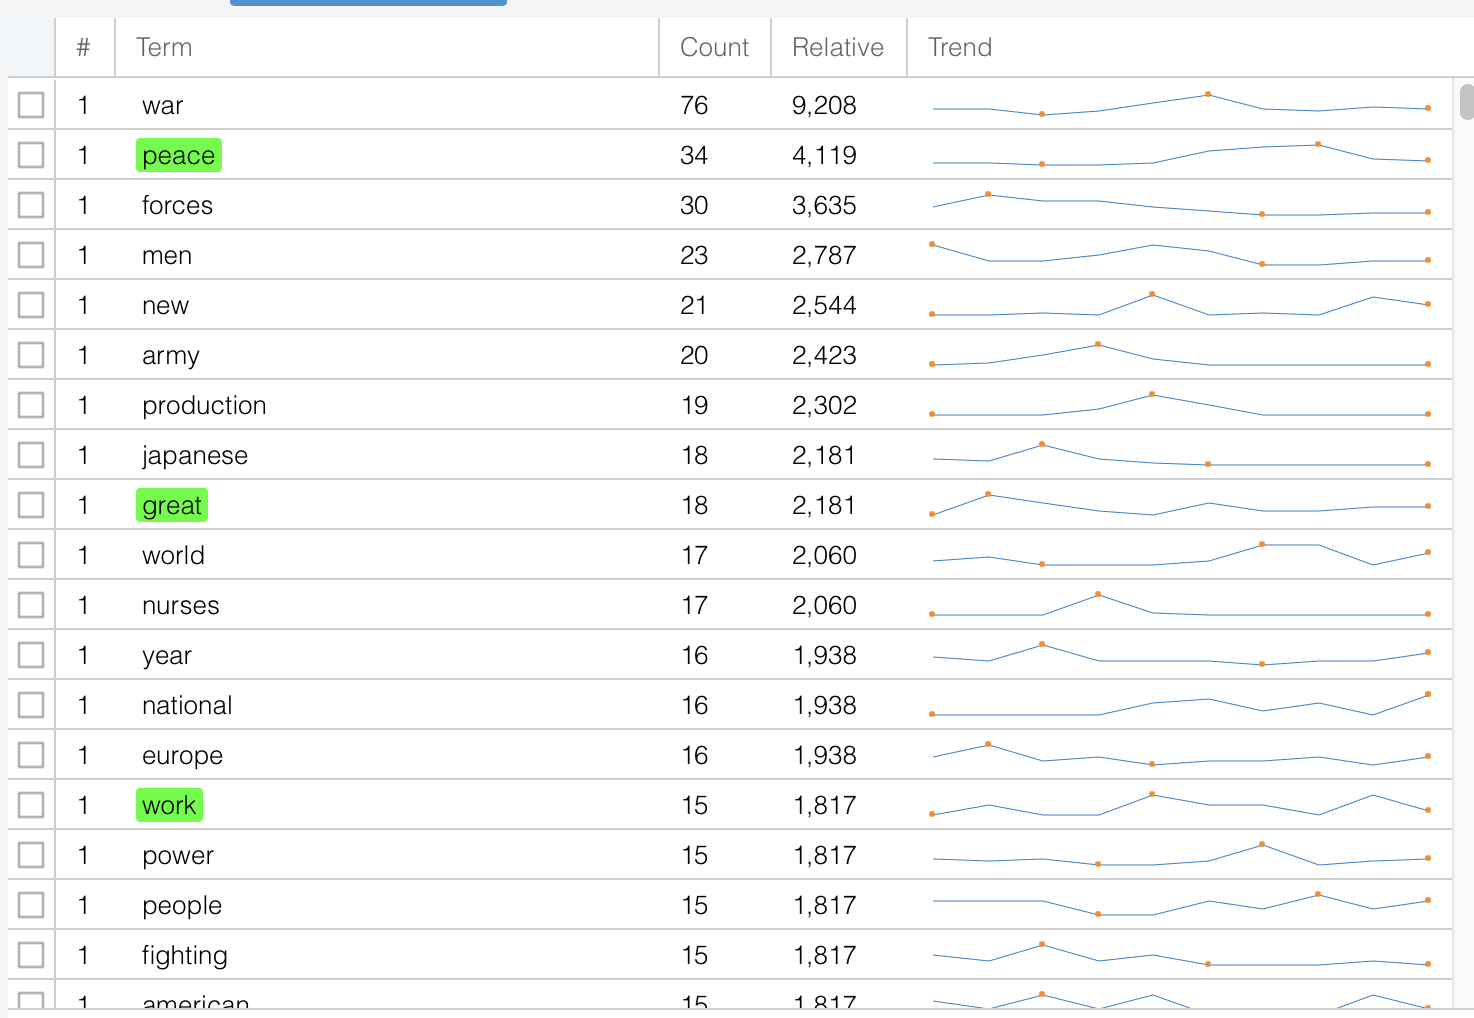 # Term Count Relative Trend
1 war 76 9,208
1 peace 34 4,119
1 forces 30 3,635
1 men 23 2,787
1 new 21 2,544
1 army 20 2,423
1 production 19 2,302
1 japanese 18 2,181
1 great 18 2,181
1 world 17 2,060
1 nurses 17 2,060
1 year 16 1,938
1 national 16 1,938
1 europe 16 1,938
1 work 15 1,817
1 power 15 1,817
1 people 15 1,817
1 fighting 15 1,817
1 american 15 1,817